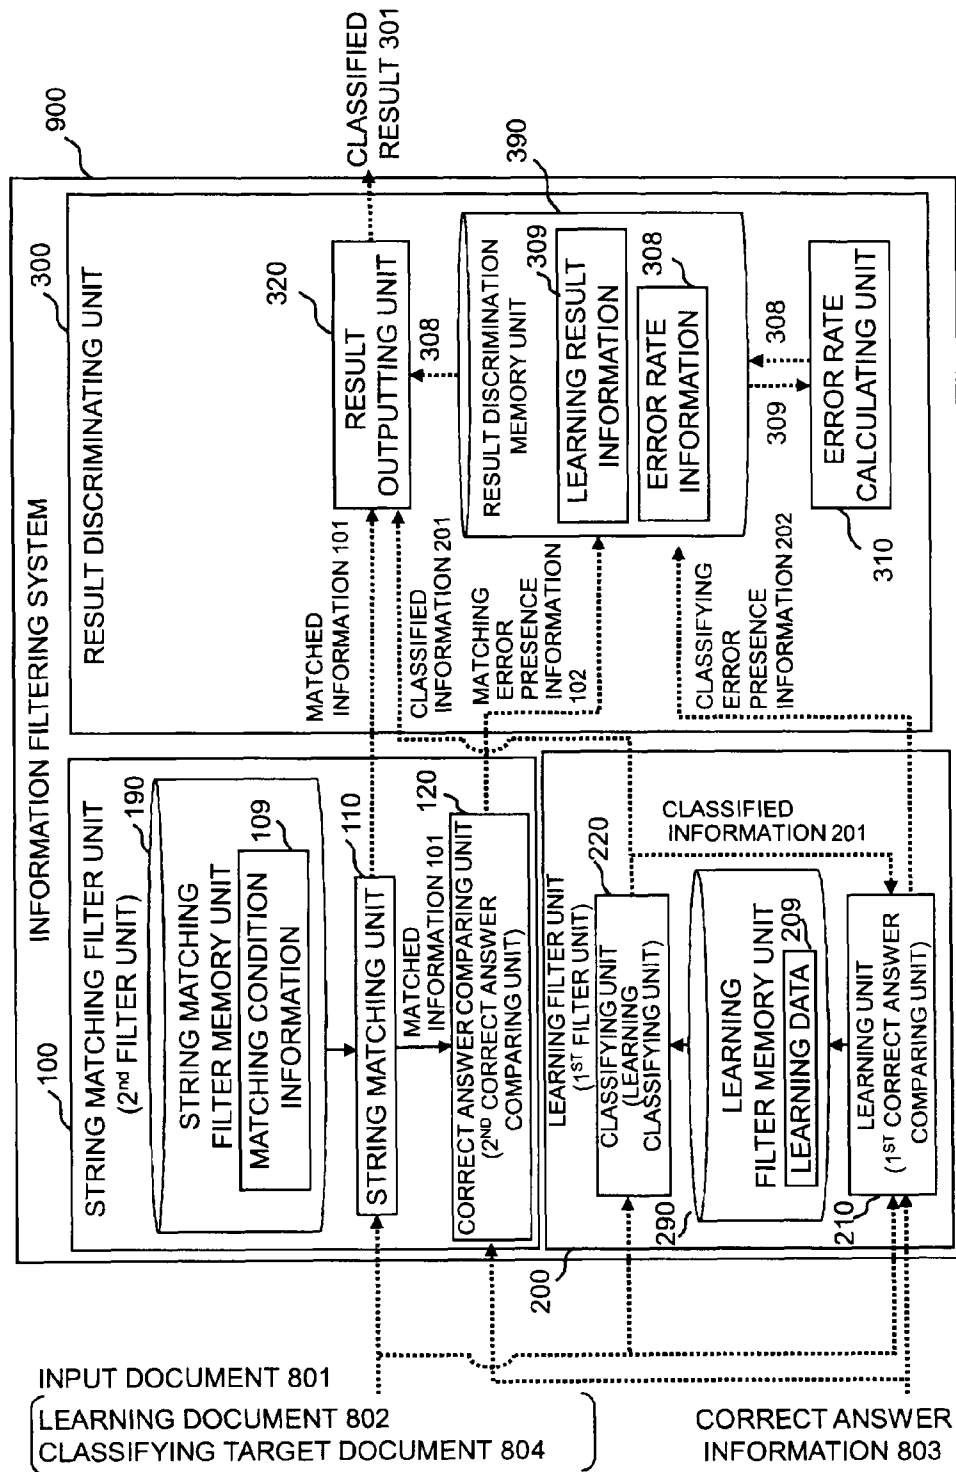 INFORMATION FILTERING SYSTEM
900
100
STRING MATCHING FILTER UNIT
(2ND FILTER UNIT)
190
STRING MATCHING
FILTER MEMORY UNIT
109
MATCHING CONDITION
INFORMATION
110
STRING MATCHING UNIT
MATCHED
INFORMATION 101
120
CORRECT ANSWER COMPARING UNIT
(2ND CORRECT ANSWER
COMPARING UNIT)
200
LEARNING FILTER UNIT
(1ST FILTER UNIT)
220
CLASSIFYING UNIT
(LEARNING
CLASSIFYING UNIT)
CLASSIFIED
INFORMATION 201
290
LEARNING
FILTER MEMORY UNIT
209
LEARNING DATA
210
LEARNING UNIT
(1ST CORRECT ANSWER
COMPARING UNIT)
300
RESULT DISCRIMINATING UNIT
MATCHED
INFORMATION 101
CLASSIFIED
INFORMATION 201
MATCHING
ERROR
PRESENCE
INFORMATION
102
CLASSIFYING
ERROR
PRESENCE
INFORMATION 202
320
RESULT
OUTPUTTING UNIT
CLASSIFIED
RESULT 301
308
390
RESULT DISCRIMINATION
MEMORY UNIT
309
LEARNING RESULT
INFORMATION
308
ERROR RATE
INFORMATION
309
308
310
ERROR RATE
CALCULATING UNIT
INPUT DOCUMENT 801
LEARNING DOCUMENT 802
CLASSIFYING TARGET DOCUMENT 804
CORRECT ANSWER
INFORMATION 803